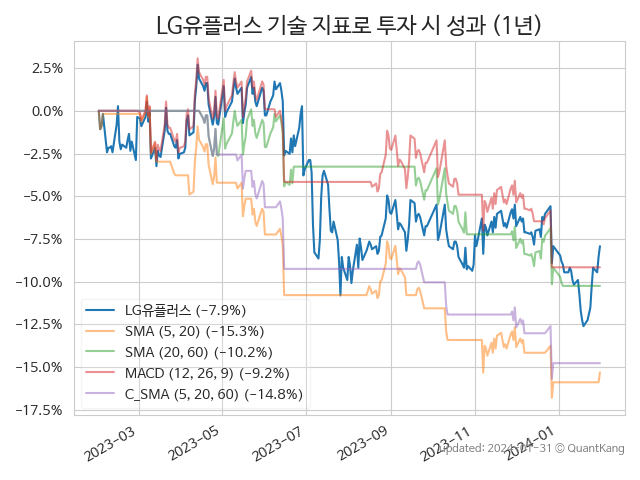 LG유플러스 기술 지표로 투자 시 성과 (1년)
2.5%
0.0%
−2.5%
−5.0%
−7.5%
−10.0%
−12.5%
−15.0%
−17.5%
LG유플러스 (−7.9%)
SMA (5, 20) (−15.3%)
SMA (20, 60) (−10.2%)
MACD (12, 26, 9) (−9.2%)
C_SMA (5, 20, 60) (−14.8%)
2023−03
2023−05
2023−07
2023−09
2023−11
2024−01
updated: 2024−01−31 ⓒ QuantKang